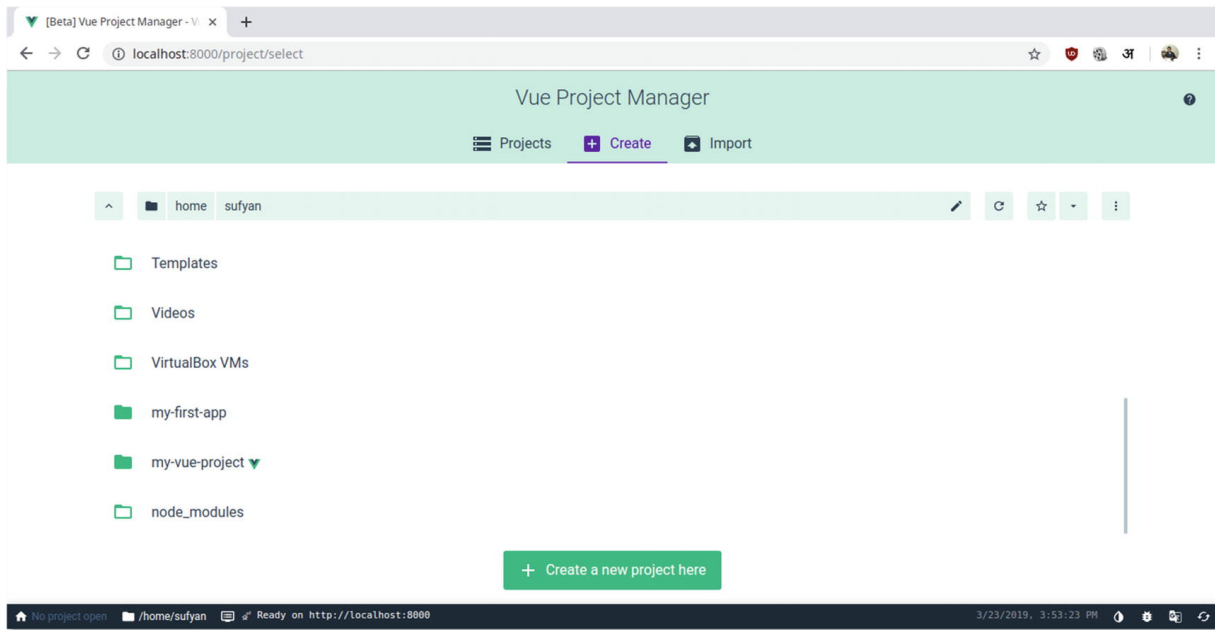 [Beta] Vue Project Manager - V
localhost:8000/project/select
अ
Vue Project Manager
Projects Create Import
home sufyan
Templates
Videos
VirtualBox VMs
my-first-app
my-vue-project
node_modules
+ Create a new project here
No project open /home/sufyan Ready on http://localhost:8000 3/23/2019, 3:53:23 PM